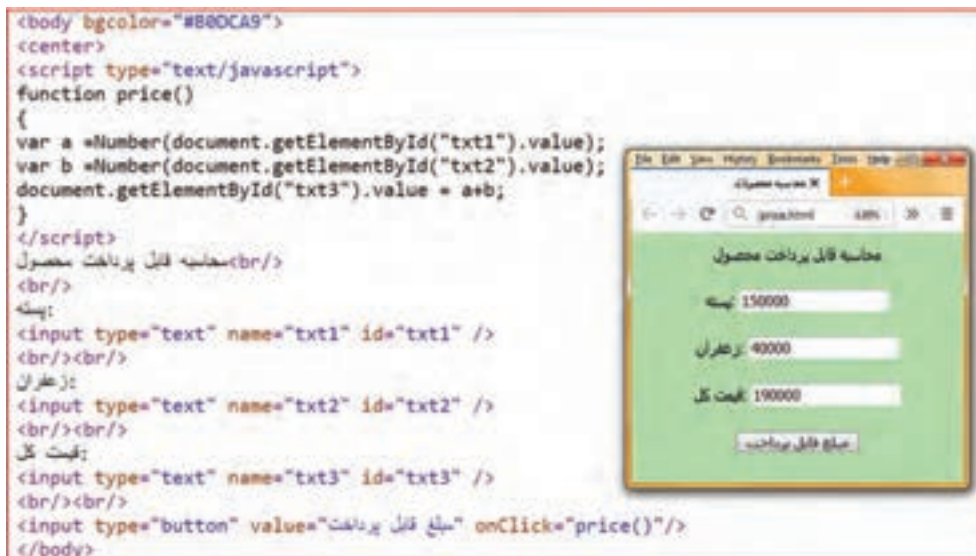 <body bgcolor="#B0DCA9">
<center>
<script type="text/javascript">
function price()
{
var a =Number(document.getElementById("txt1").value);
var b =Number(document.getElementById("txt2").value);
document.getElementById("txt3").value = a+b;
}
</script>
محاسبه قابل پرداخت محصول<br/>
<br/>
پسته:
<input type="text" name="txt1" id="txt1" />
<br/><br/>
زعفران:
<input type="text" name="txt2" id="txt2" />
<br/><br/>
قیمت کل:
<input type="text" name="txt3" id="txt3" />
<br/><br/>
<input type="button" value="مبلغ قابل پرداخت" onClick="price()"/>
</body>
File Edit View History Bookmarks Tools Help
محاسبه محصولات
محاسبه قابل پرداخت محصول
پسته: 150000
زعفران: 40000
قیمت کل: 190000
مبلغ قابل پرداخت